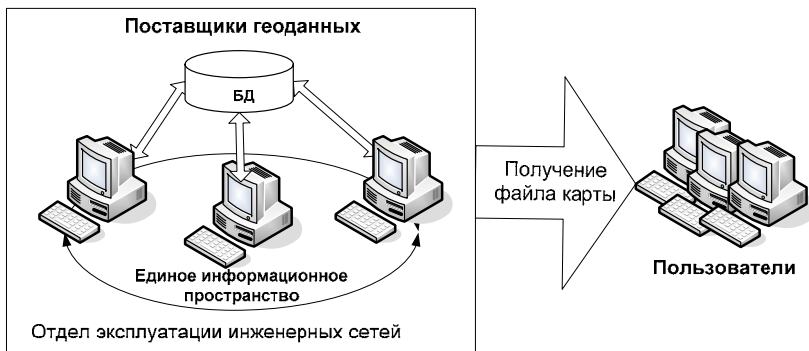 Поставщики геоданных
БД
Получение
файла карты
Единое информационное
пространство
Пользователи
Отдел эксплуатации инженерных сетей